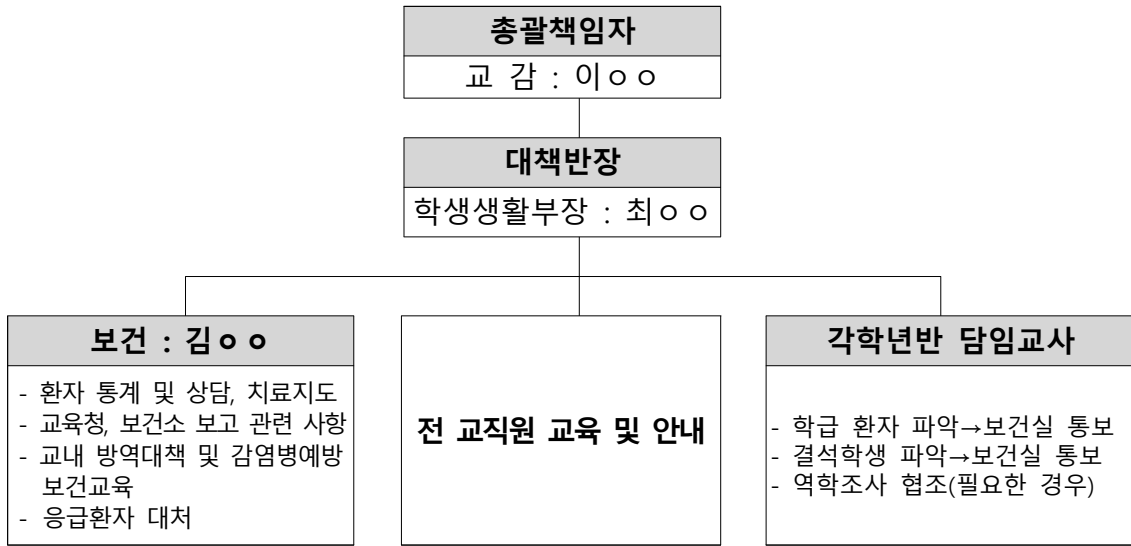 총괄책임자
교 감 : 이ㅇㅇ
대책반장
학생생활부장 : 최ㅇㅇ
보건 : 김ㅇㅇ
- 환자 통계 및 상담, 치료지도
- 교육청, 보건소 보고 관련 사항
- 교내 방역대책 및 감염병예방
보건교육
- 응급환자 대처
전 교직원 교육 및 안내
각학년반 담임교사
- 학급 환자 파악→보건실 통보
- 결석학생 파악→보건실 통보
- 역학조사 협조(필요한 경우)